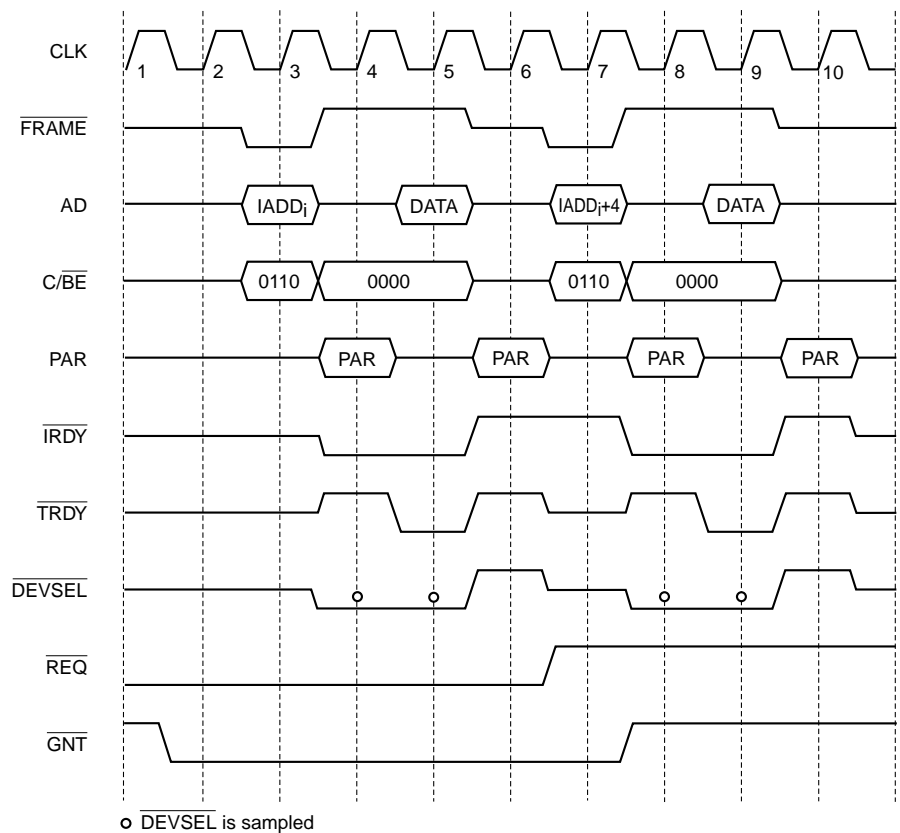 CLK
1 2 3 4 5 6 7 8 9 10
FRAME
AD
IADDi DATA IADDi+4 DATA
C/BE
0110 0000 0110 0000
PAR
PAR PAR PAR PAR
IRDY
TRDY
DEVSEL
REQ
GNT
DEVSEL is sampled